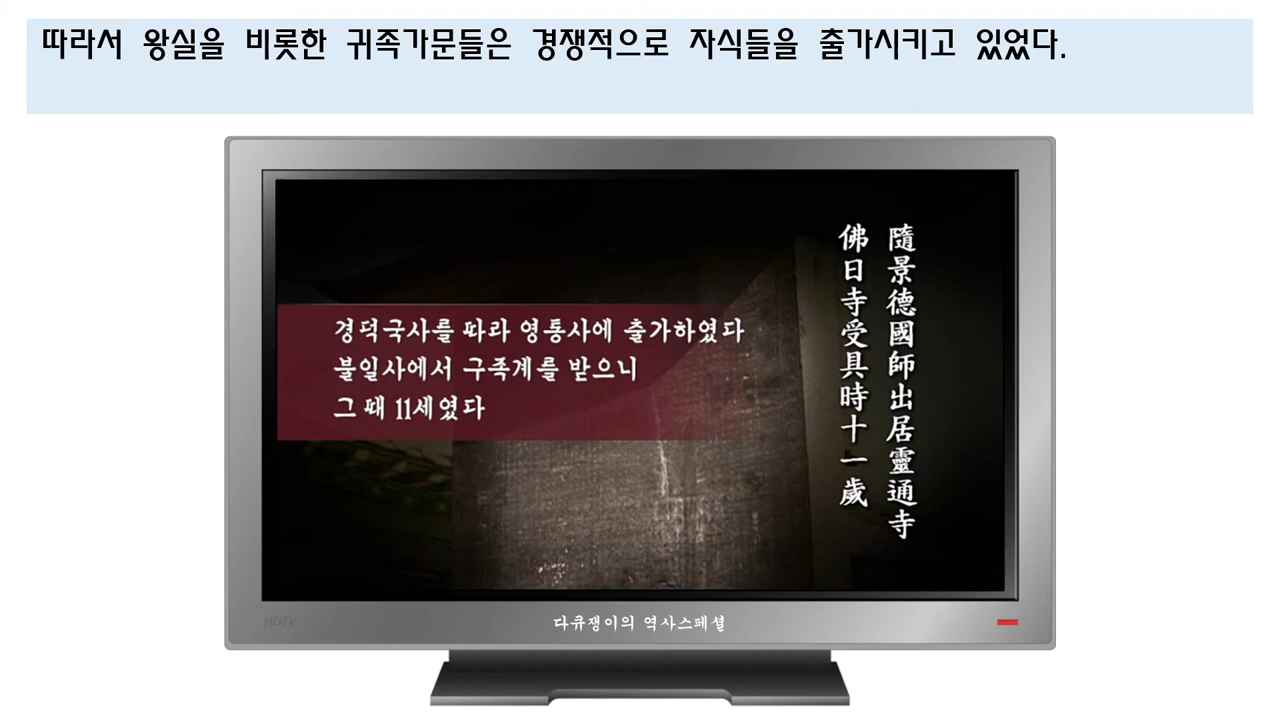 따라서 왕실을 비롯한 귀족가문들은 경쟁적으로 자식들을 출가시키고 있었다.
隨景德國師出居靈通寺
佛日寺受具時十一歲
경덕국사를 따라 영통사에 출가하였다
불일사에서 구족계를 받으니
그 때 11세였다
HDTV
다큐쟁이의 역사스페셜